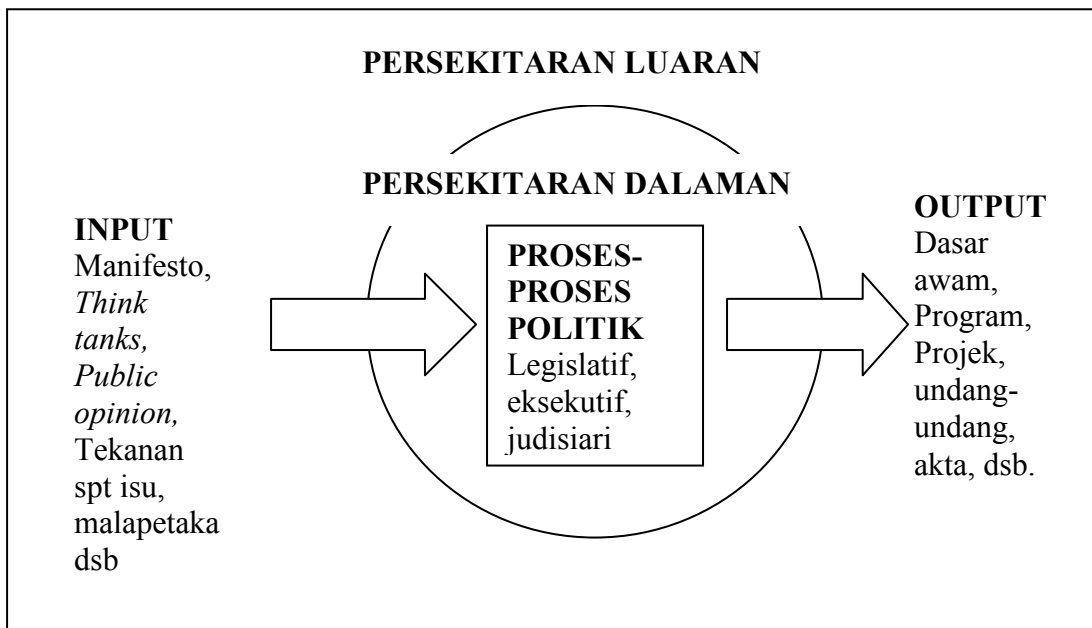 PERSEKITARAN LUARAN
PERSEKITARAN DALAMAN
INPUT
Manifesto,
Think
tanks,
Public
opinion,
Tekanan
spt isu,
malapetaka
dsb
PROSES-
PROSES
POLITIK
Legislatif,
eksekutif,
judisiari
OUTPUT
Dasar
awam,
Program,
Projek,
undang-
undang,
akta, dsb.